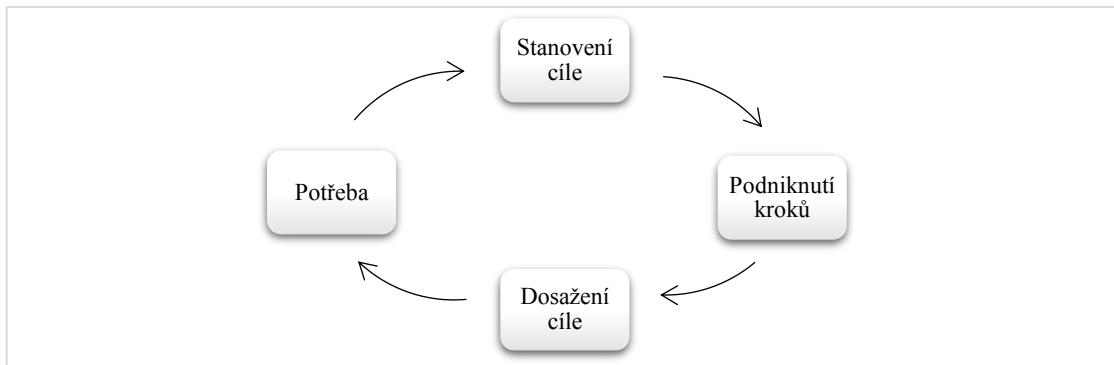 Stanovení
cíle
Potřeba
Podniknutí
kroků
Dosažení
cíle